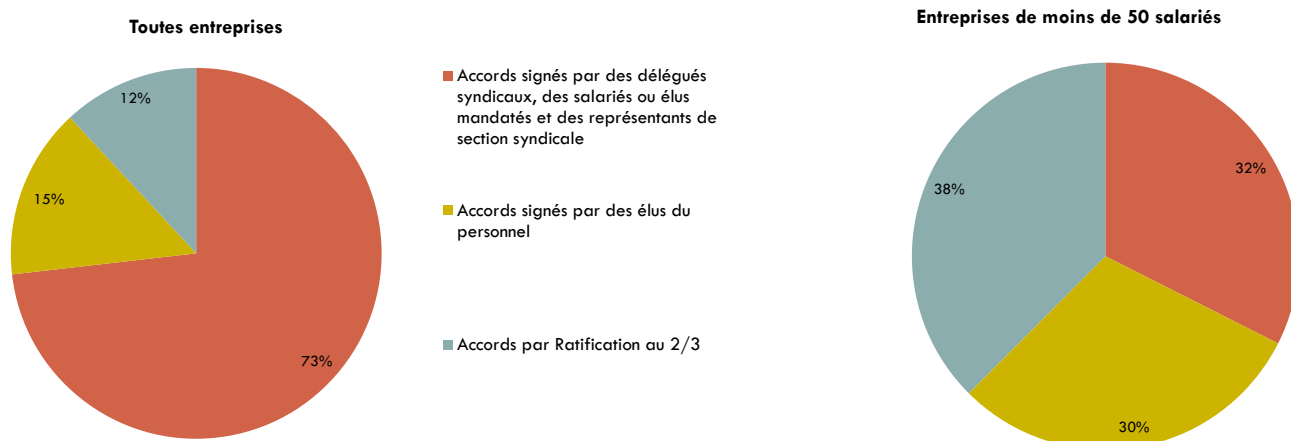 Toutes entreprises
12%
15%
73%
Accords signés par des délégués
syndicaux, des salariés ou élus
mandatés et des représentants de
section syndicale
Accords signés par des élus du
personnel
Accords par Ratification au 2/3
Entreprises de moins de 50 salariés
32%
38%
30%